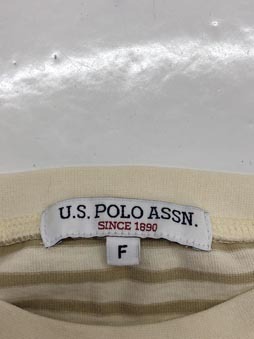 U.S. POLO ASSN.
SINCE 1890
F